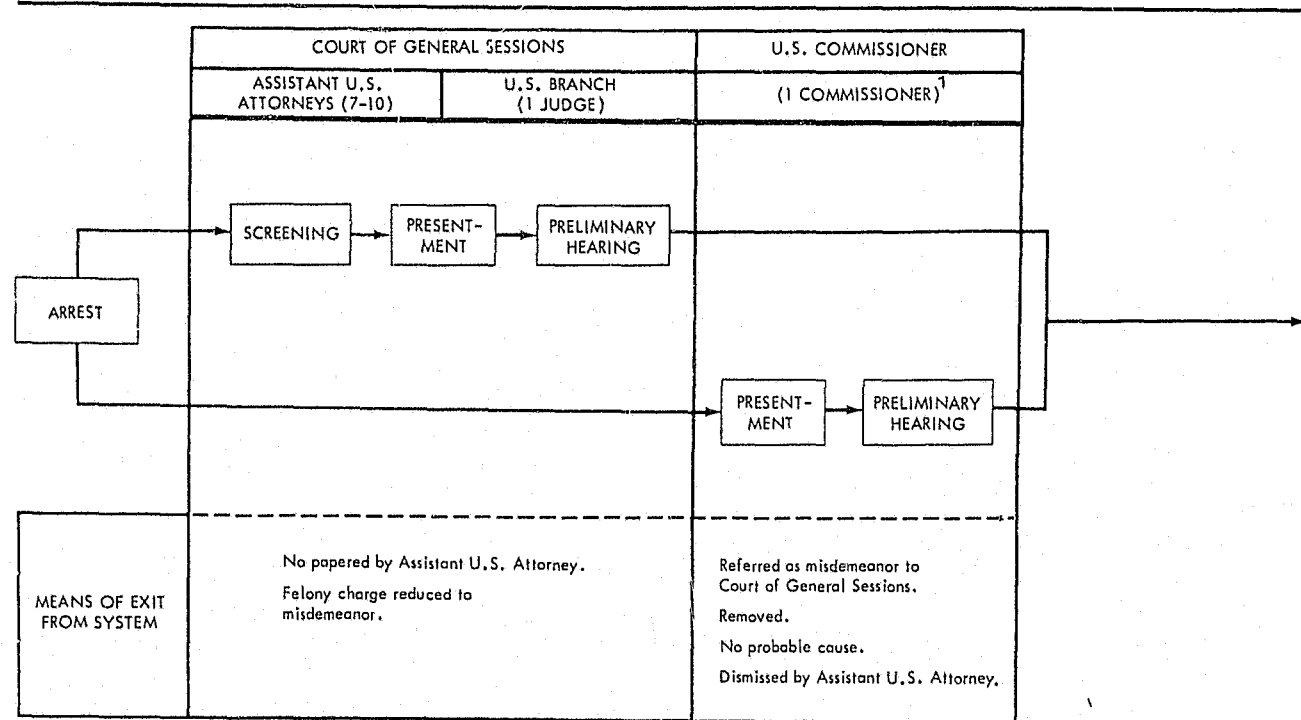 COURT OF GENERAL SESSIONS
U.S. COMMISSIONER
ASSISTANT U.S.
ATTORNEYS (7-10)
U.S. BRANCH
(1 JUDGE)
(1 COMMISSIONER)1
SCREENING
PRESENT-
MENT
PRELIMINARY
HEARING
ARREST
PRESENT-
MENT
PRELIMINARY
HEARING
MEANS OF EXIT
FROM SYSTEM
No papered by Assistant U.S. Attorney.
Felony charge reduced to
misdemeanor.
Referred as misdemeanor to
Court of General Sessions.
Removed.
No probable cause.
Dismissed by Assistant U.S. Attorney.